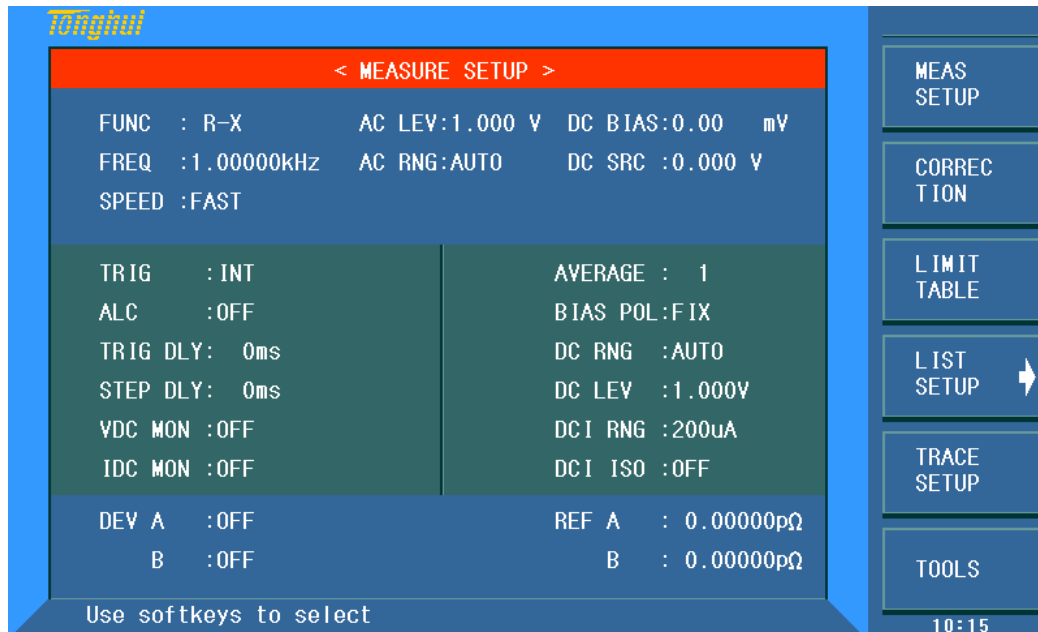 Tonghui
< MEASURE SETUP >
FUNC : R-X AC LEV:1.000 V DC BIAS:0.00 mV
FREQ :1.00000kHz AC RNG:AUTO DC SRC :0.000 V
SPEED :FAST
TRIG :INT AVERAGE : 1
ALC :OFF BIAS POL:FIX
TRIG DLY: 0ms DC RNG :AUTO
STEP DLY: 0ms DC LEV :1.000V
VDC MON :OFF DCI RNG :200uA
IDC MON :OFF DCI ISO :OFF
DEV A :OFF REF A : 0.00000pΩ
B :OFF B : 0.00000pΩ
Use softkeys to select
MEAS
SETUP
CORREC
TION
LIMIT
TABLE
LIST
SETUP
TRACE
SETUP
TOOLS
10:15